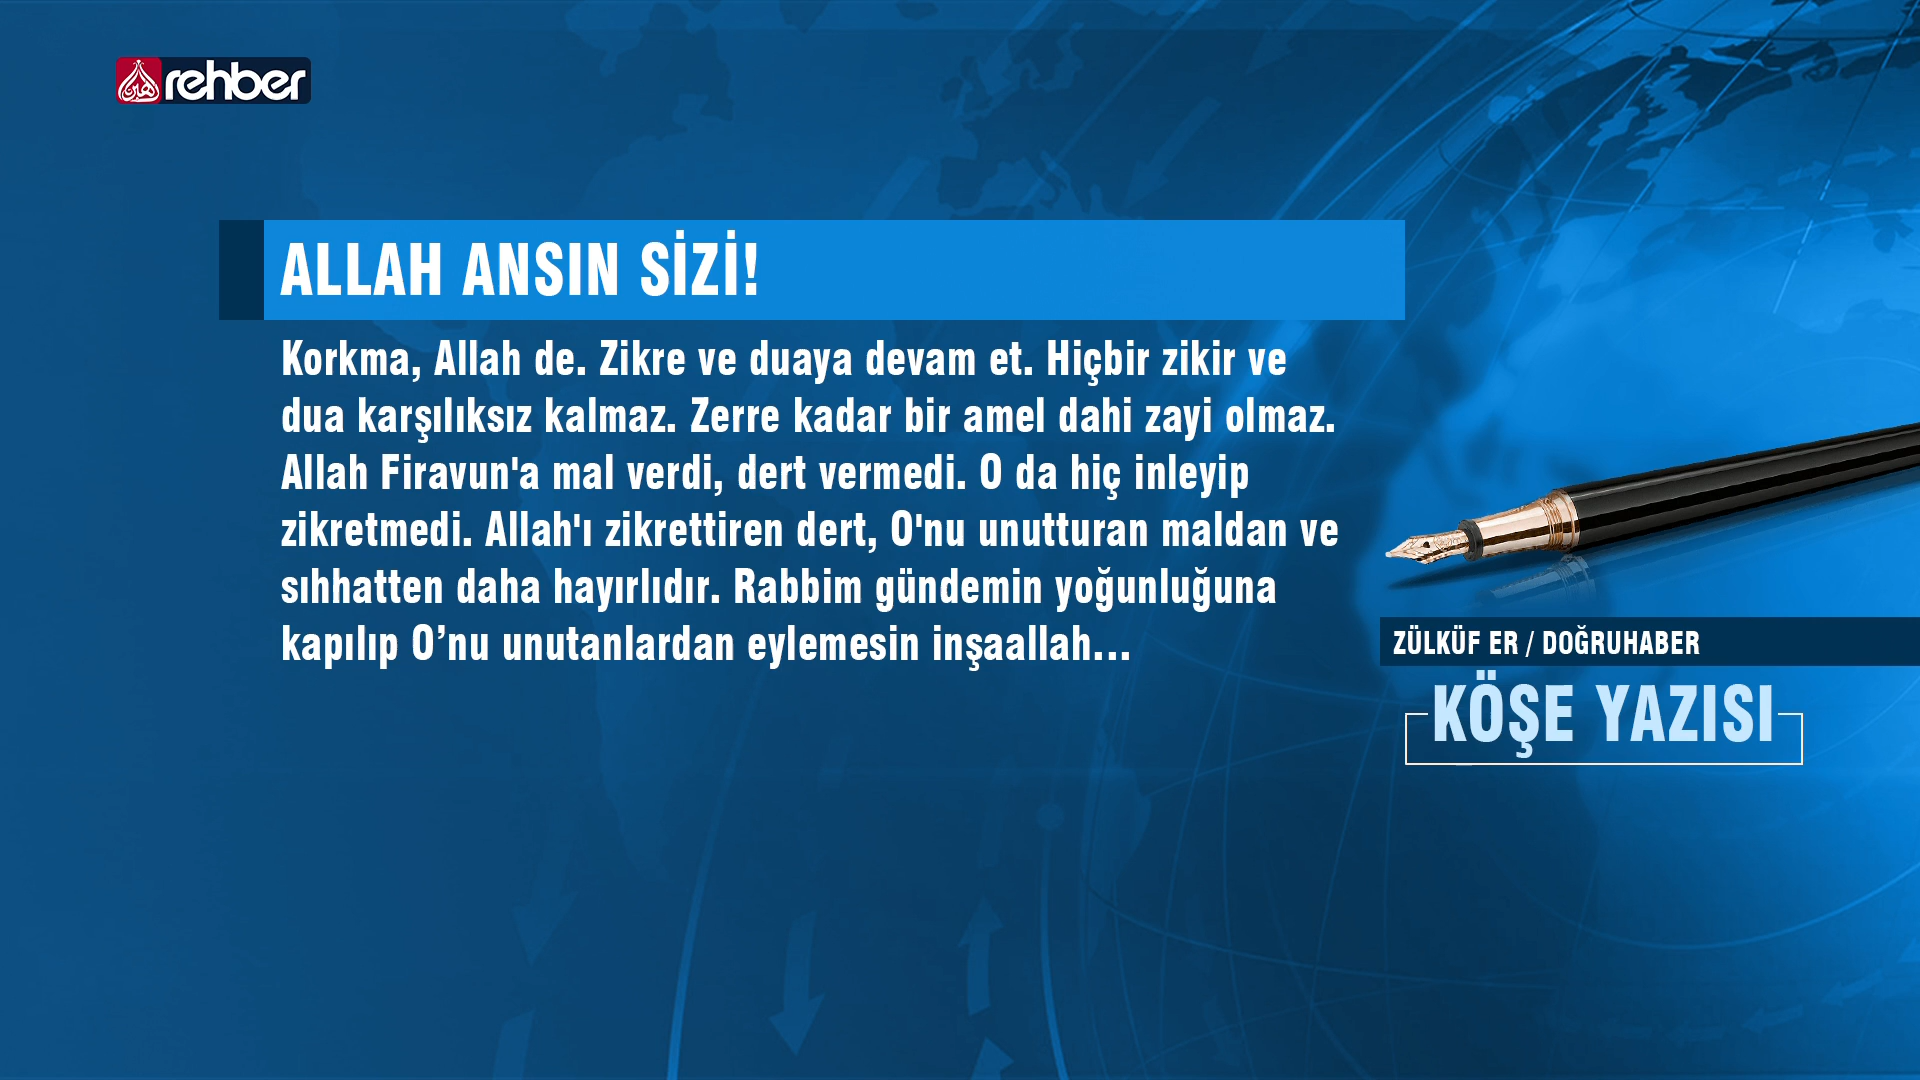 rehber
ALLAH ANSIN SİZİ!
Korkma, Allah de. Zikre ve duaya devam et. Hiçbir zikir ve
dua karşılıksız kalmaz. Zerre kadar bir amel dahi zayi olmaz.
Allah Firavun'a mal verdi, dert vermedi. O da hiç inleyip
zikretmedi. Allah'ı zikrettiren dert, O'nu unutturan maldan ve
sıhhatten daha hayırlıdır. Rabbim gündemin yoğunluğuna
kapılıp O’nu unutanlardan eylemesin inşaallah...
ZÜLKÜF ER / DOĞRUHABER
KÖŞE YAZISI